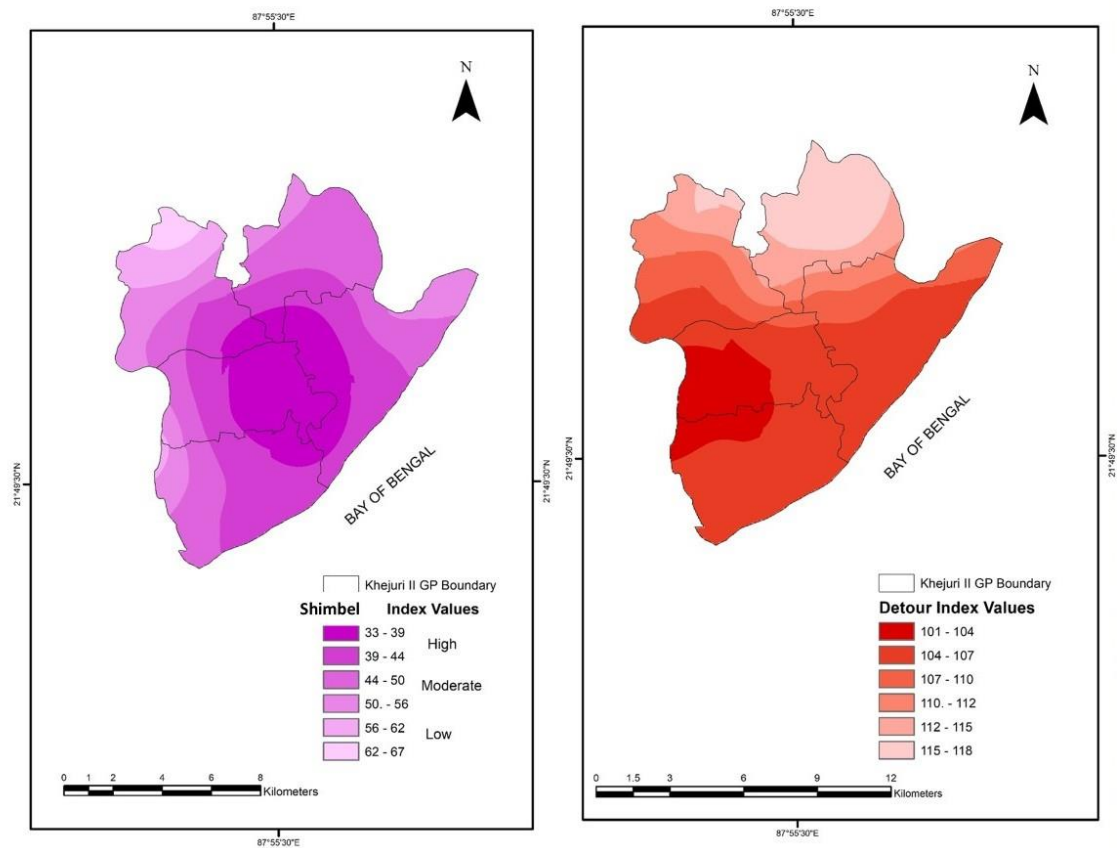 87°55'30"E
N
21°49'30"N
21°49'30"N
BAY OF BENGAL
Khejuri II GP Boundary
Shimbel Index Values
33 - 39
High
39 - 44
44 - 50
Moderate
50. - 56
56 - 62
Low
62 - 67
0 1 2 4 6 8
Kilometers
87°55'30"E
87°55'30"E
N
21°49'30"N
21°49'30"N
BAY OF BENGAL
Khejuri II GP Boundary
Detour Index Values
101 - 104
104 - 107
107 - 110
110. - 112
112 - 115
115 - 118
0 1.5 3 6 9 12
Kilometers
87°55'30"E